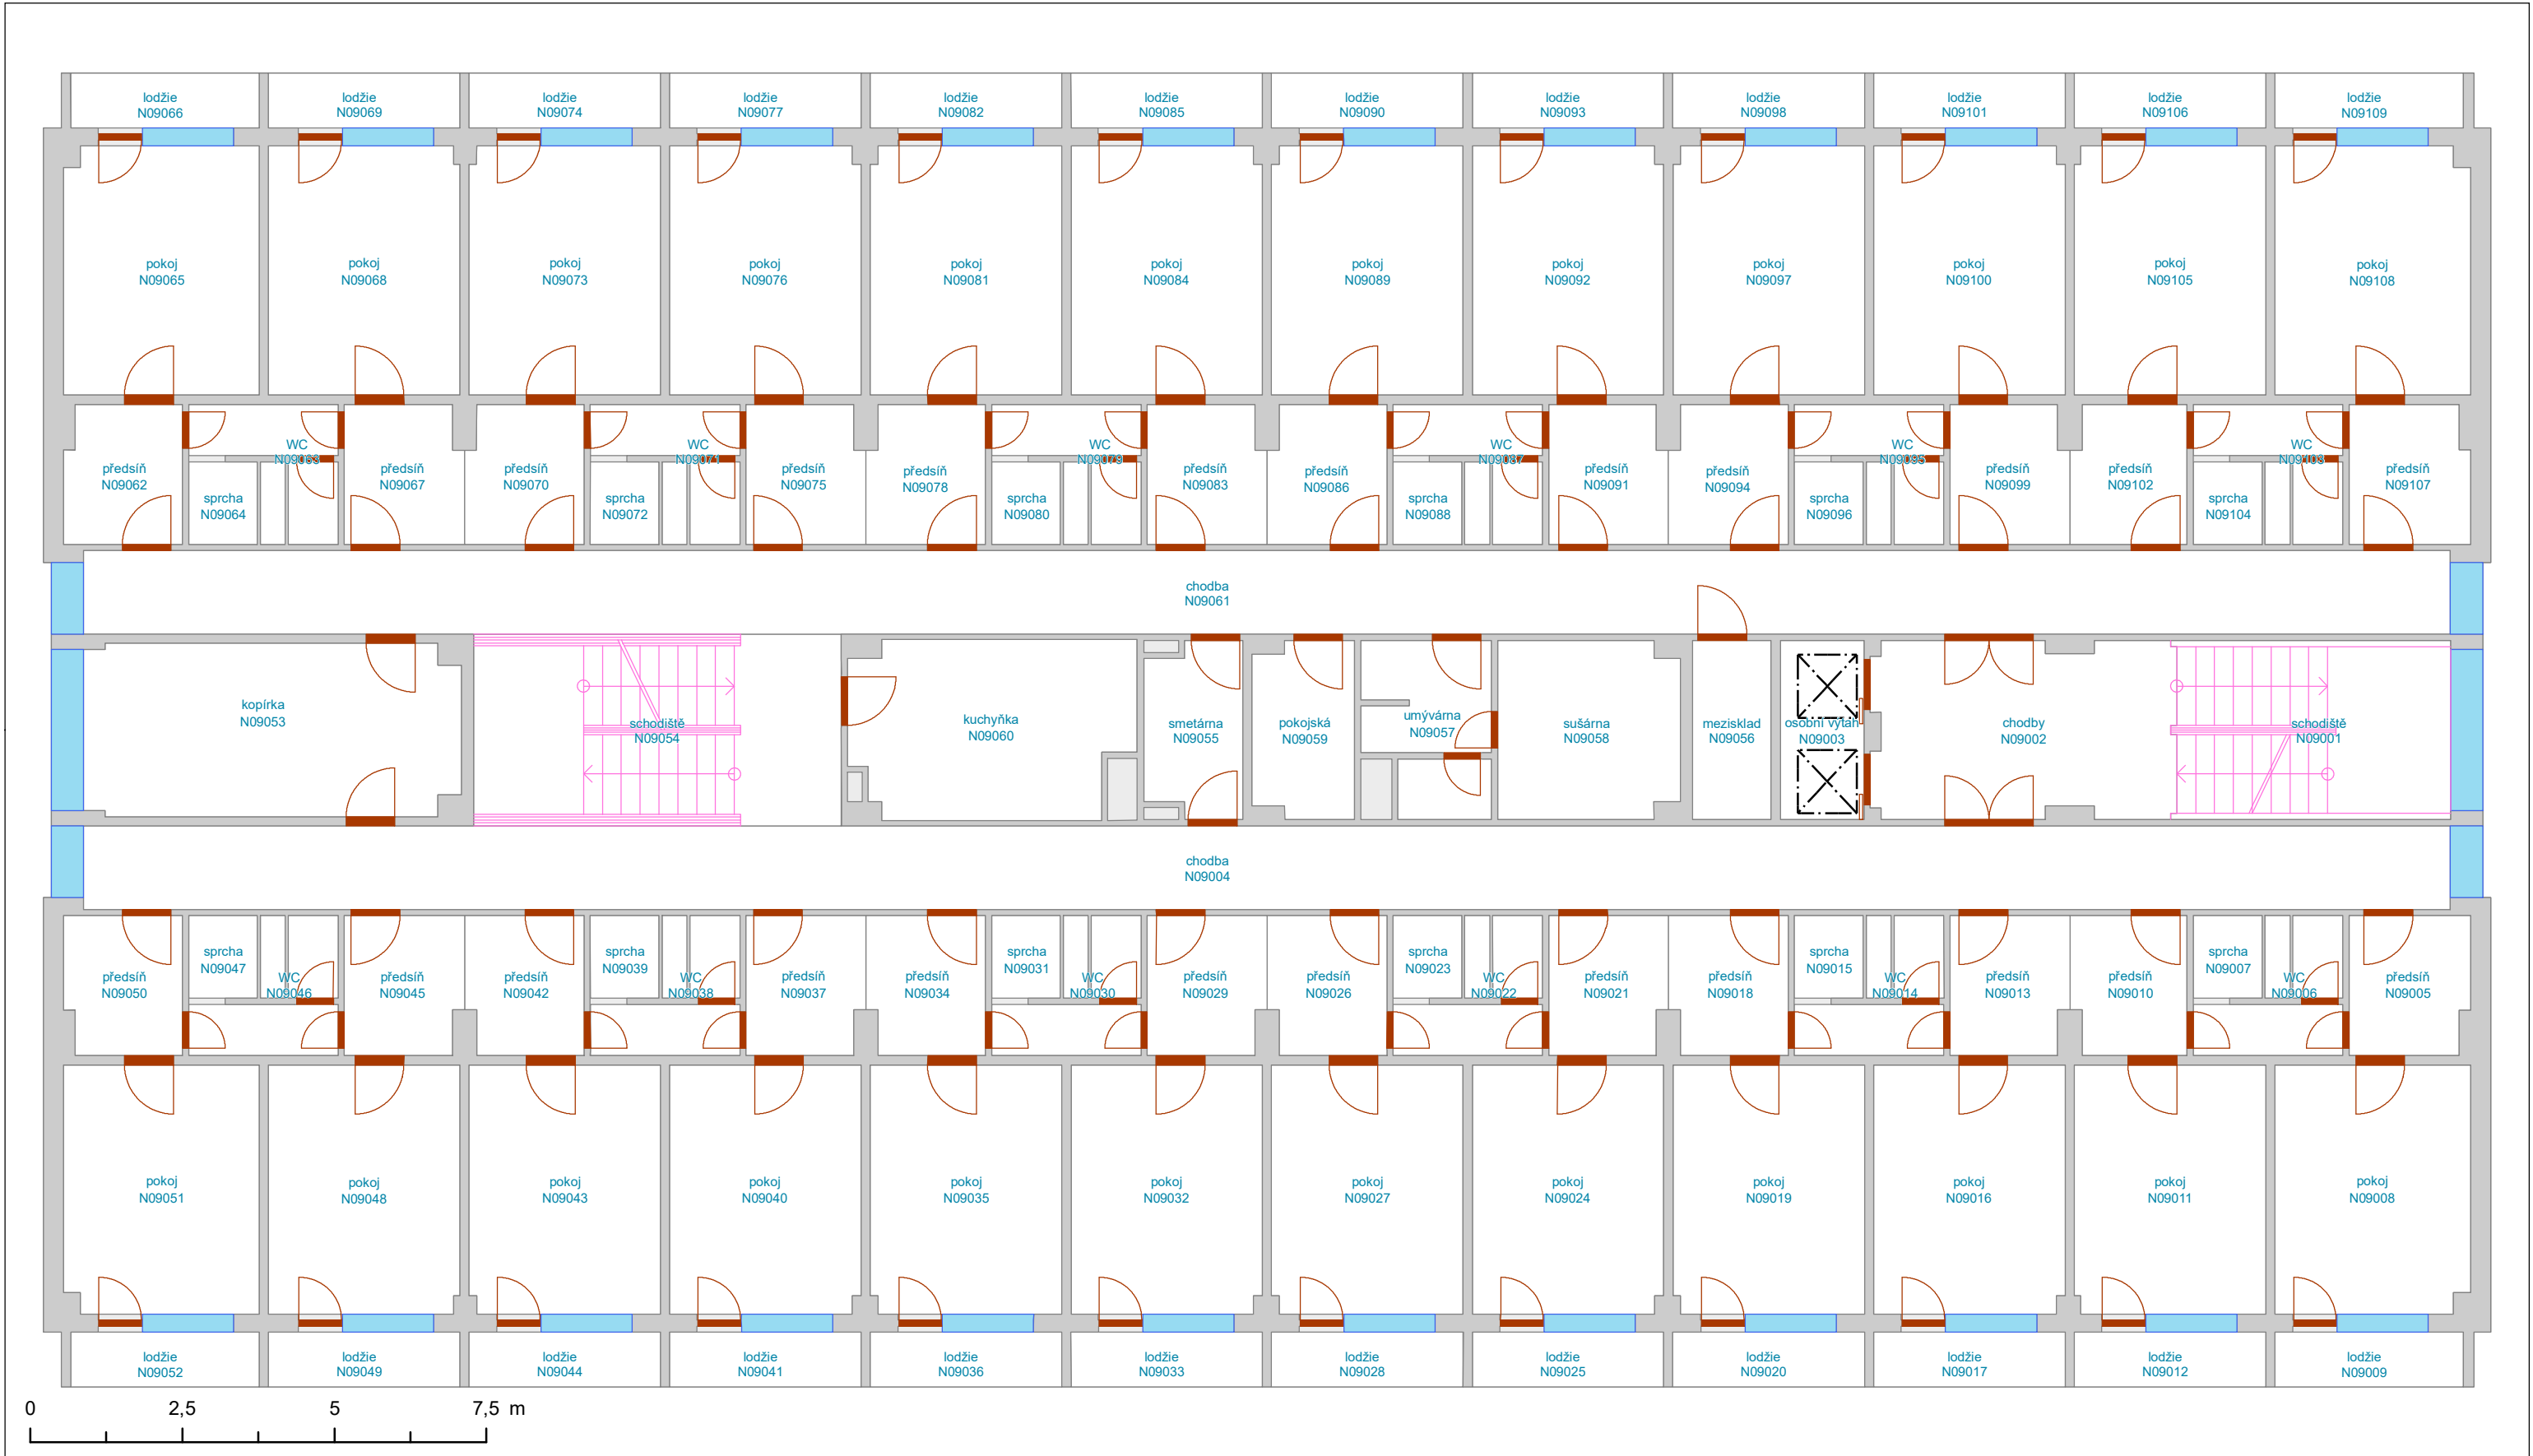 lodžie
N09066
lodžie
N09069
lodžie
N09074
lodžie
N09077
lodžie
N09082
lodžie
N09085
lodžie
N09090
lodžie
N09093
lodžie
N09098
lodžie
N09101
lodžie
N09106
lodžie
N09109
pokoj
N09065
pokoj
N09068
pokoj
N09073
pokoj
N09076
pokoj
N09081
pokoj
N09084
pokoj
N09089
pokoj
N09092
pokoj
N09097
pokoj
N09100
pokoj
N09105
pokoj
N09108
předsíň
N09062
WC
N09063
sprcha
N09064
předsíň
N09067
předsíň
N09070
WC
N09071
sprcha
N09072
předsíň
N09075
předsíň
N09078
WC
N09079
sprcha
N09080
předsíň
N09083
předsíň
N09086
WC
N09087
sprcha
N09088
předsíň
N09091
předsíň
N09094
WC
N09095
sprcha
N09096
předsíň
N09099
předsíň
N09102
WC
N09103
sprcha
N09104
předsíň
N09107
chodba
N09061
kopírka
N09053
schodiště
N09054
kuchyňka
N09060
smetárna
N09055
pokojská
N09059
umývárna
N09057
sušárna
N09058
mezisklad
N09056
osobní výtah
N09003
chodby
N09002
schodiště
N09001
chodba
N09004
předsíň
N09050
sprcha
N09047
WC
N09046
předsíň
N09045
předsíň
N09042
sprcha
N09039
WC
N09038
předsíň
N09037
předsíň
N09034
sprcha
N09031
WC
N09030
předsíň
N09029
předsíň
N09026
sprcha
N09023
WC
N09022
předsíň
N09021
předsíň
N09018
sprcha
N09015
WC
N09014
předsíň
N09013
předsíň
N09010
sprcha
N09007
WC
N09006
předsíň
N09005
pokoj
N09051
pokoj
N09048
pokoj
N09043
pokoj
N09040
pokoj
N09035
pokoj
N09032
pokoj
N09027
pokoj
N09024
pokoj
N09019
pokoj
N09016
pokoj
N09011
pokoj
N09008
lodžie
N09052
lodžie
N09049
lodžie
N09044
lodžie
N09041
lodžie
N09036
lodžie
N09033
lodžie
N09028
lodžie
N09025
lodžie
N09020
lodžie
N09017
lodžie
N09012
lodžie
N09009
0 2,5 5 7,5 m